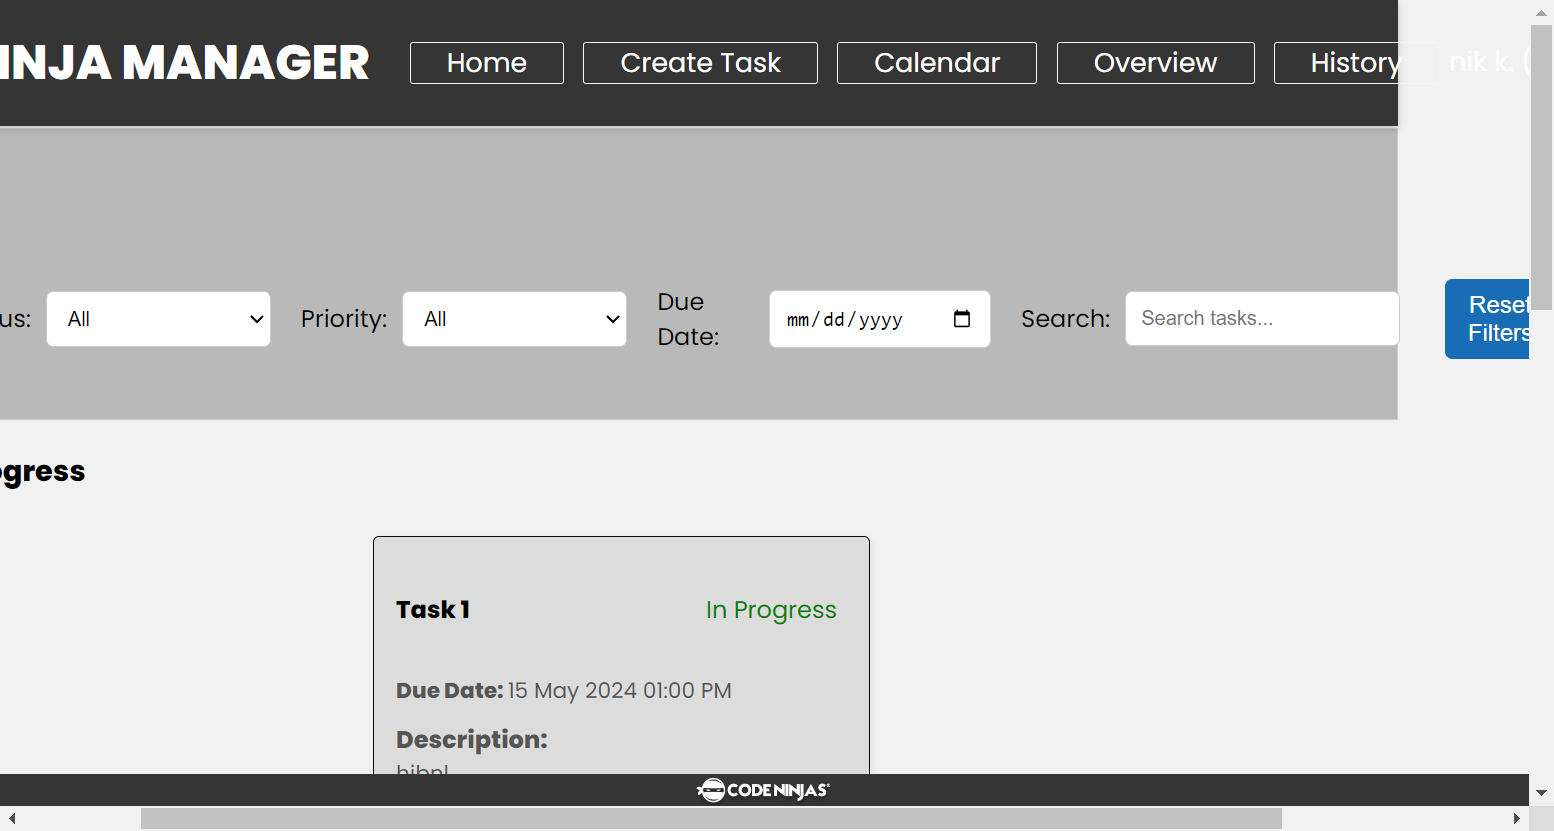 INJA MANAGER
Home
Create Task
Calendar
Overview
History
nik k. (
us:
All
Priority:
All
Due
Date:
mm/dd/yyyy
Search:
Search tasks...
Reset
Filters
ogress
Task 1
In Progress
Due Date: 15 May 2024 01:00 PM
Description:
CODE NINJAS®